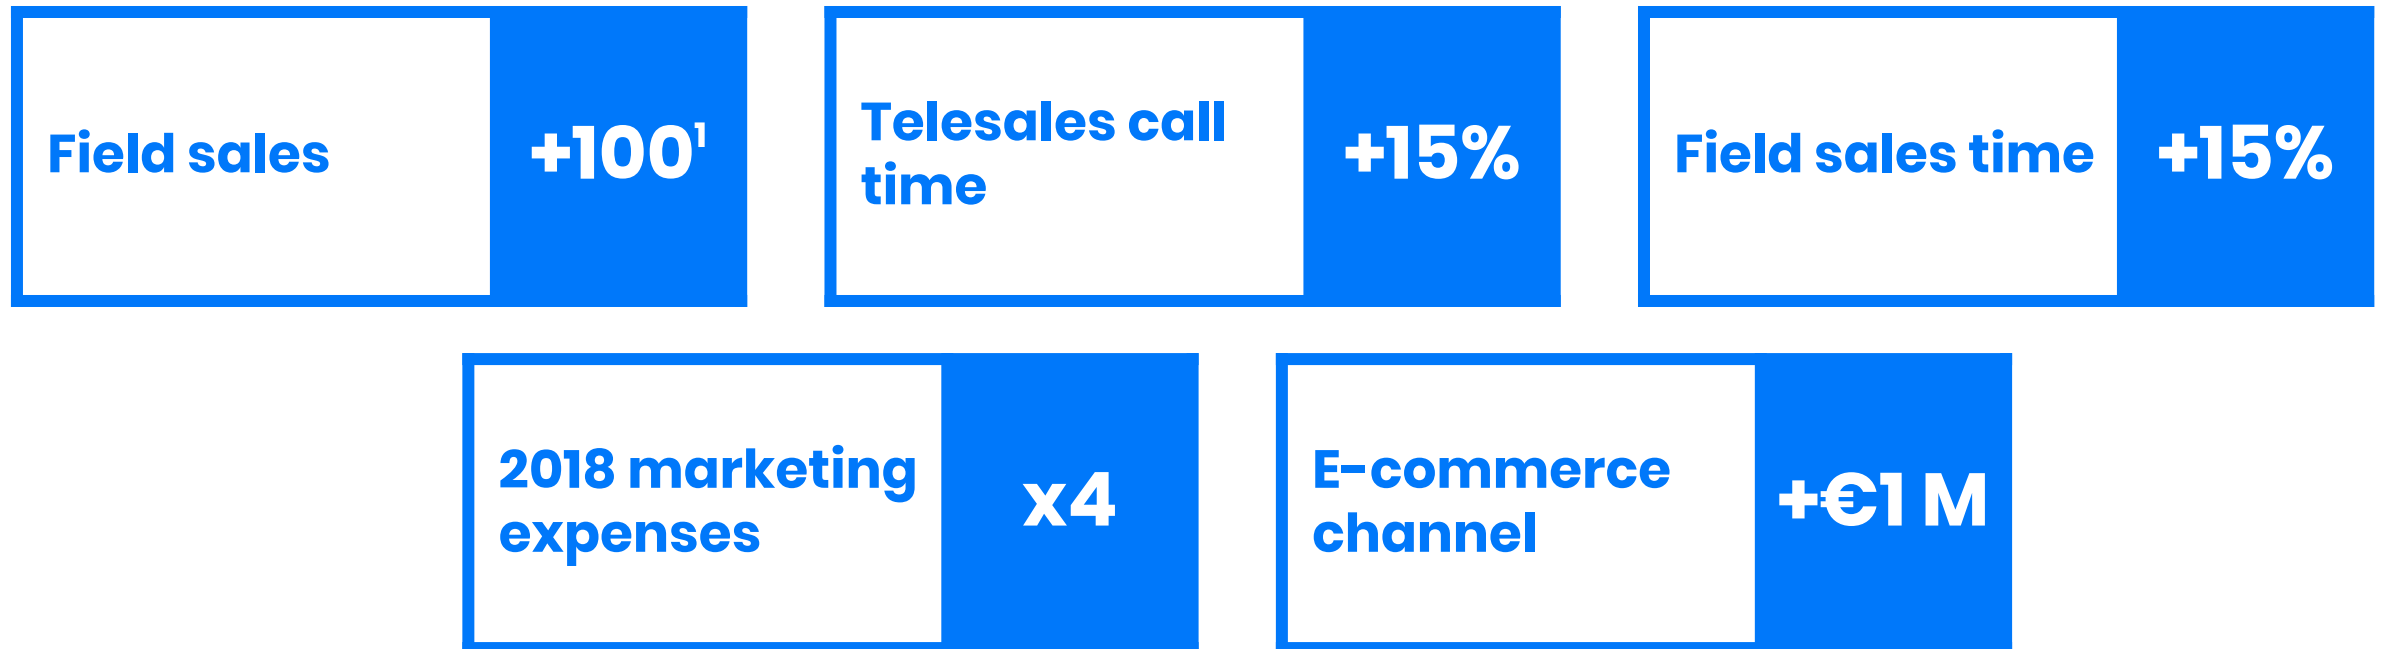 Field sales
+100¹
Telesales call
time
+15%
Field sales time
+15%
2018 marketing
expenses
x4
E-commerce
channel
+€1 M